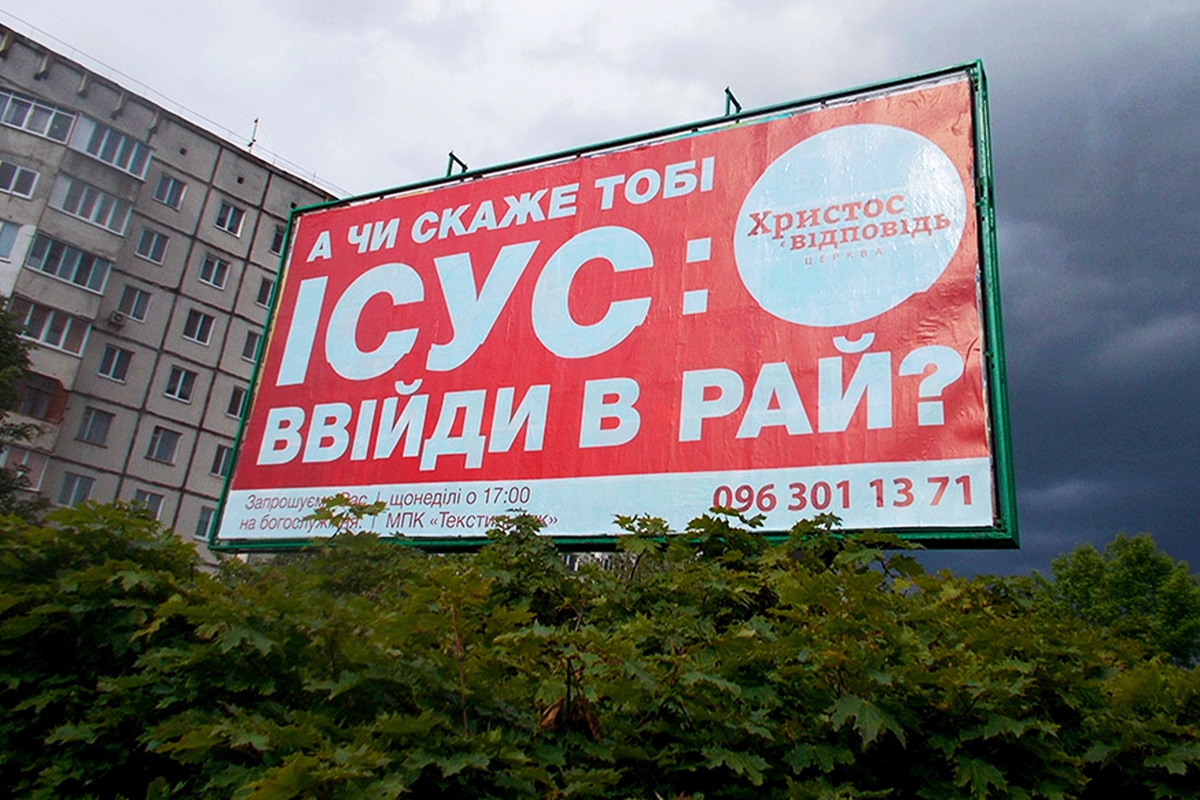 А ЧИ СКАЖЕ ТОБІ
ІСУС:
ВВІЙДИ В РАЙ?
Христос
відповідь
ЦЕРКВА
Запрошуємо Вас | щонеділі о 17:00
на | МПК
096 301 13 71